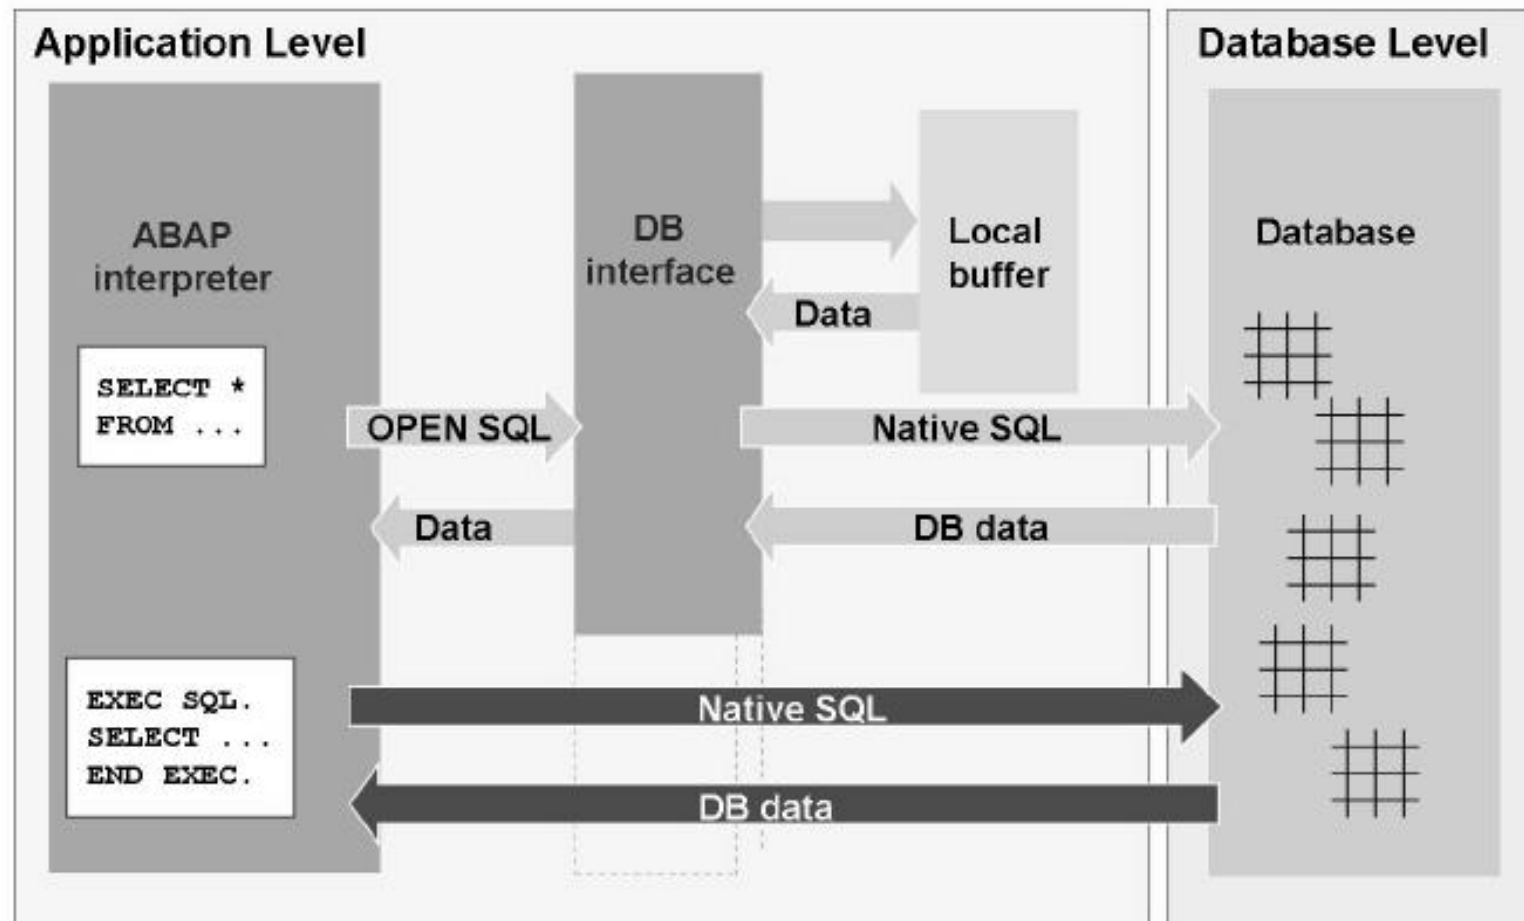 Application Level
Database Level
ABAP
interpreter
DB
interface
Local
buffer
Database
Data
SELECT *
FROM ...
OPEN SQL
Native SQL
Data
DB data
EXEC SQL.
SELECT ...
END EXEC.
Native SQL
DB data